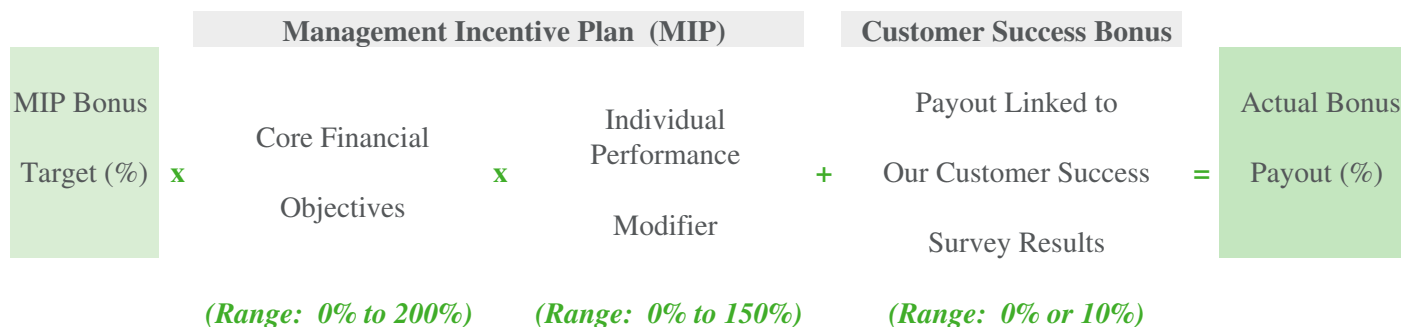 Management Incentive Plan (MIP)
Customer Success Bonus
MIP Bonus
Target (%)
x
Core Financial
Objectives
x
Individual
Performance
Modifier
+
Payout Linked to
Our Customer Success
Survey Results
=
Actual Bonus
Payout (%)
(Range: 0% to 200%)
(Range: 0% to 150%)
(Range: 0% or 10%)